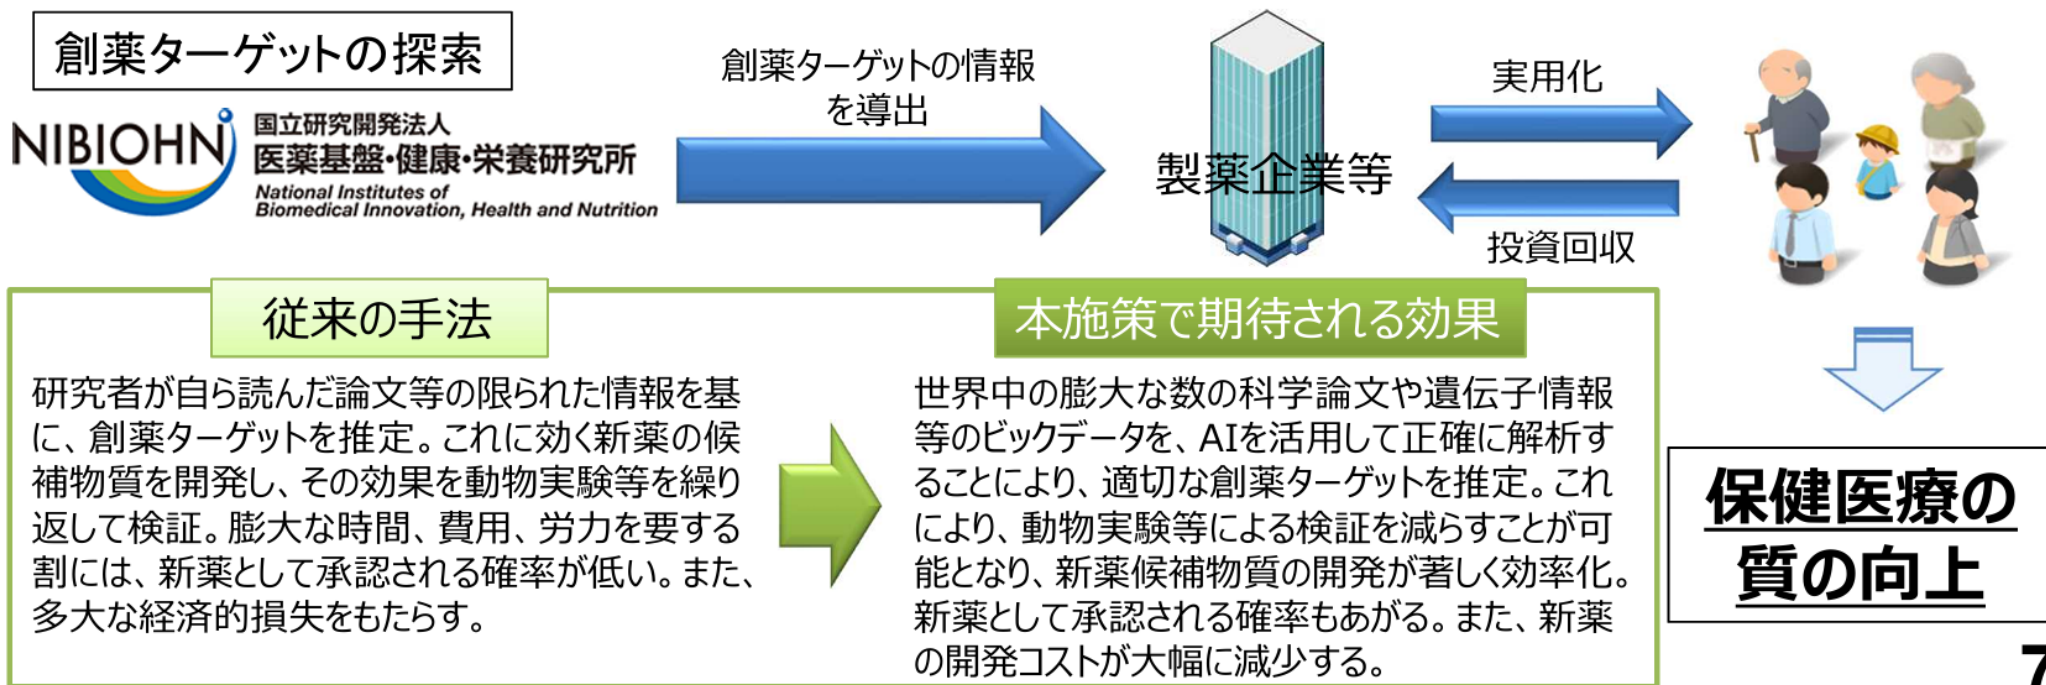 創薬ターゲットの探索
NIBIOHN
国立研究開発法人
医薬基盤・健康・栄養研究所
National Institutes of
Biomedical Innovation, Health and Nutrition
創薬ターゲットの情報
を導出
製薬企業等
実用化
投資回収
従来の手法
研究者が自ら読んだ論文等の限られた情報を基
に、創薬ターゲットを推定。これに効く新薬の候
補物質を開発し、その効果を動物実験等を繰り
返して検証。膨大な時間、費用、労力を要する
割には、新薬として承認される確率が低い。また、
多大な経済的損失をもたらす。
本施策で期待される効果
世界中の膨大な数の科学論文や遺伝子情報
等のビックデータを、AIを活用して正確に解析す
ることにより、適切な創薬ターゲットを推定。これ
により、動物実験等による検証を減らすことが可
能となり、新薬候補物質の開発が著しく効率化。
新薬として承認される確率もあがる。また、新薬
の開発コストが大幅に減少する。
保健医療の
質の向上
7